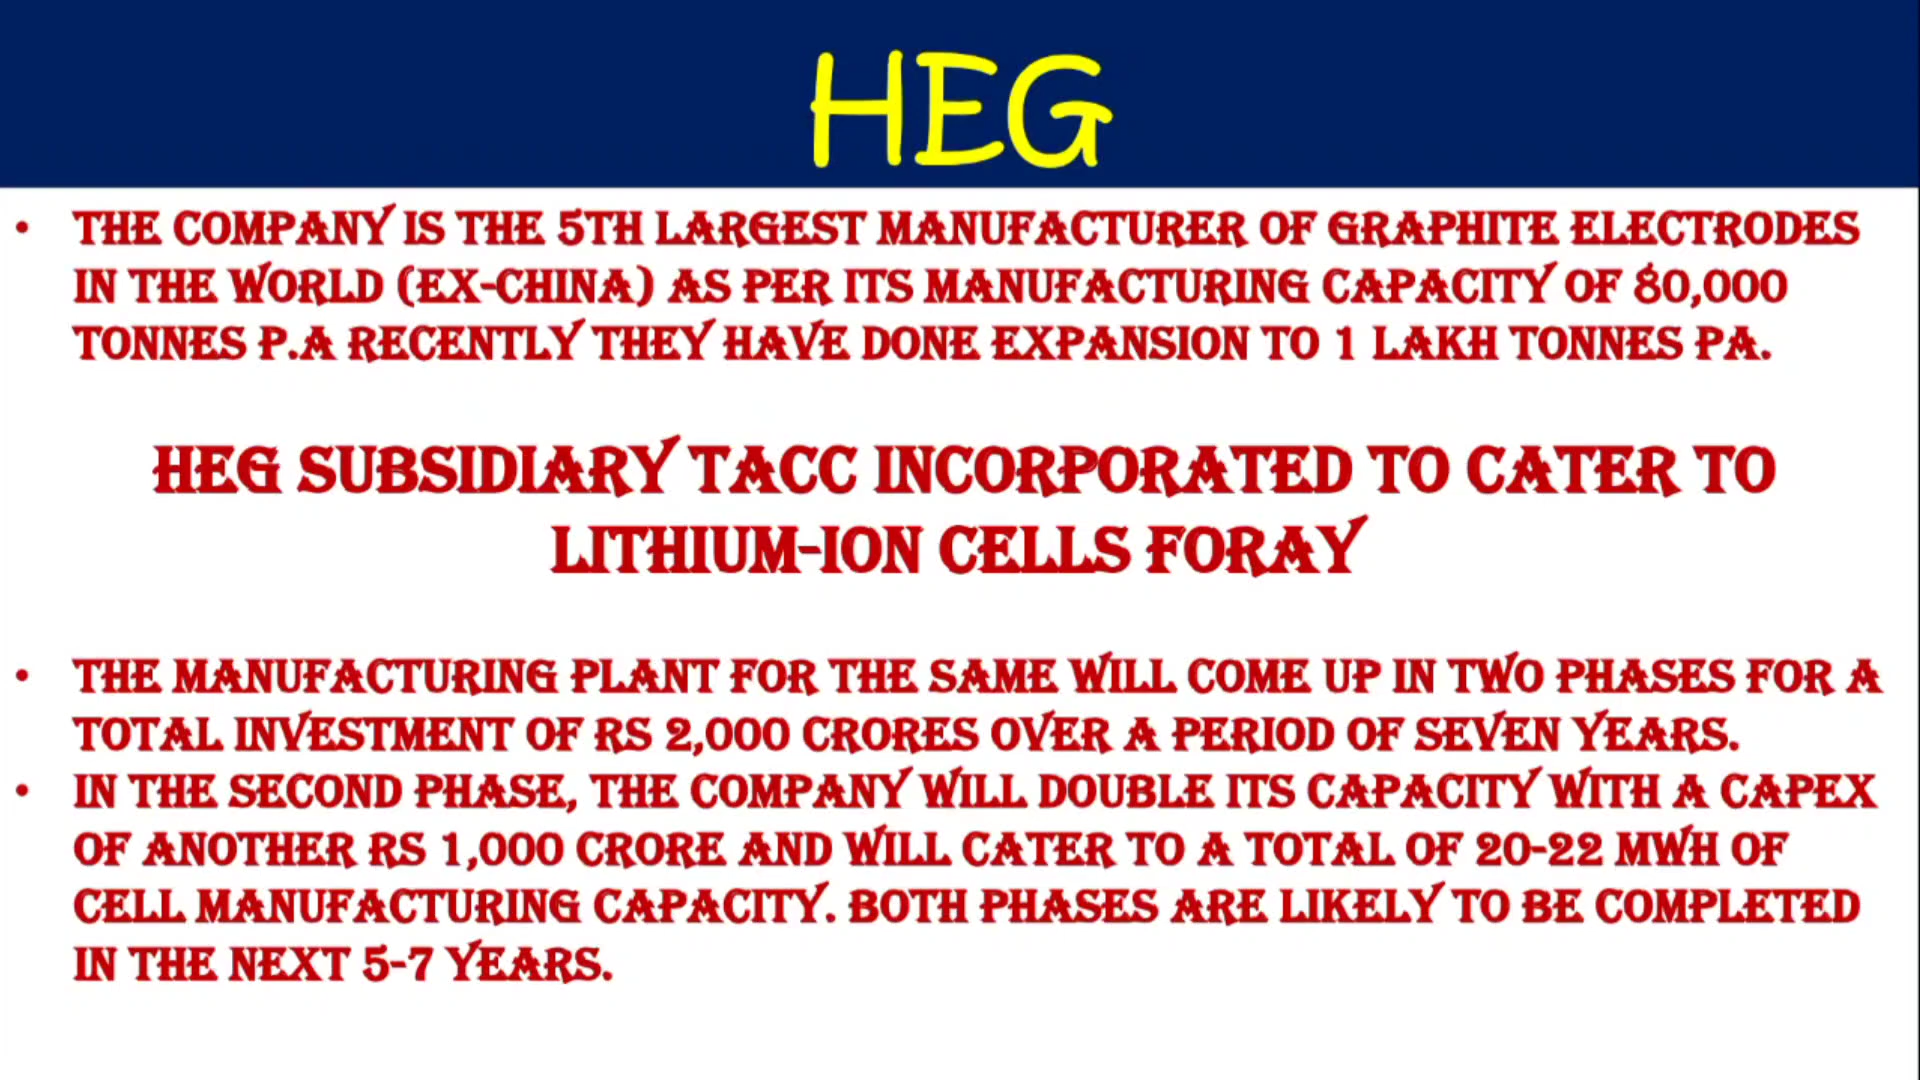 HEG
• THE COMPANY IS THE 5TH LARGEST MANUFACTURER OF GRAPHITE ELECTRODES
IN THE WORLD (EX-CHINA) AS PER ITS MANUFACTURING CAPACITY OF 80,000
TONNES P.A RECENTLY THEY HAVE DONE EXPANSION TO 1 LAKH TONNES PA.
HEG SUBSIDIARY TACC INCORPORATED TO CATER TO
LITHIUM-ION CELLS FORAY
• THE MANUFACTURING PLANT FOR THE SAME WILL COME UP IN TWO PHASES FOR A
TOTAL INVESTMENT OF RS 2,000 CRORES OVER A PERIOD OF SEVEN YEARS.
• IN THE SECOND PHASE, THE COMPANY WILL DOUBLE ITS CAPACITY WITH A CAPEX
OF ANOTHER RS 1,000 CRORE AND WILL CATER TO A TOTAL OF 20-22 MWH OF
CELL MANUFACTURING CAPACITY. BOTH PHASES ARE LIKELY TO BE COMPLETED
IN THE NEXT 5-7 YEARS.
•